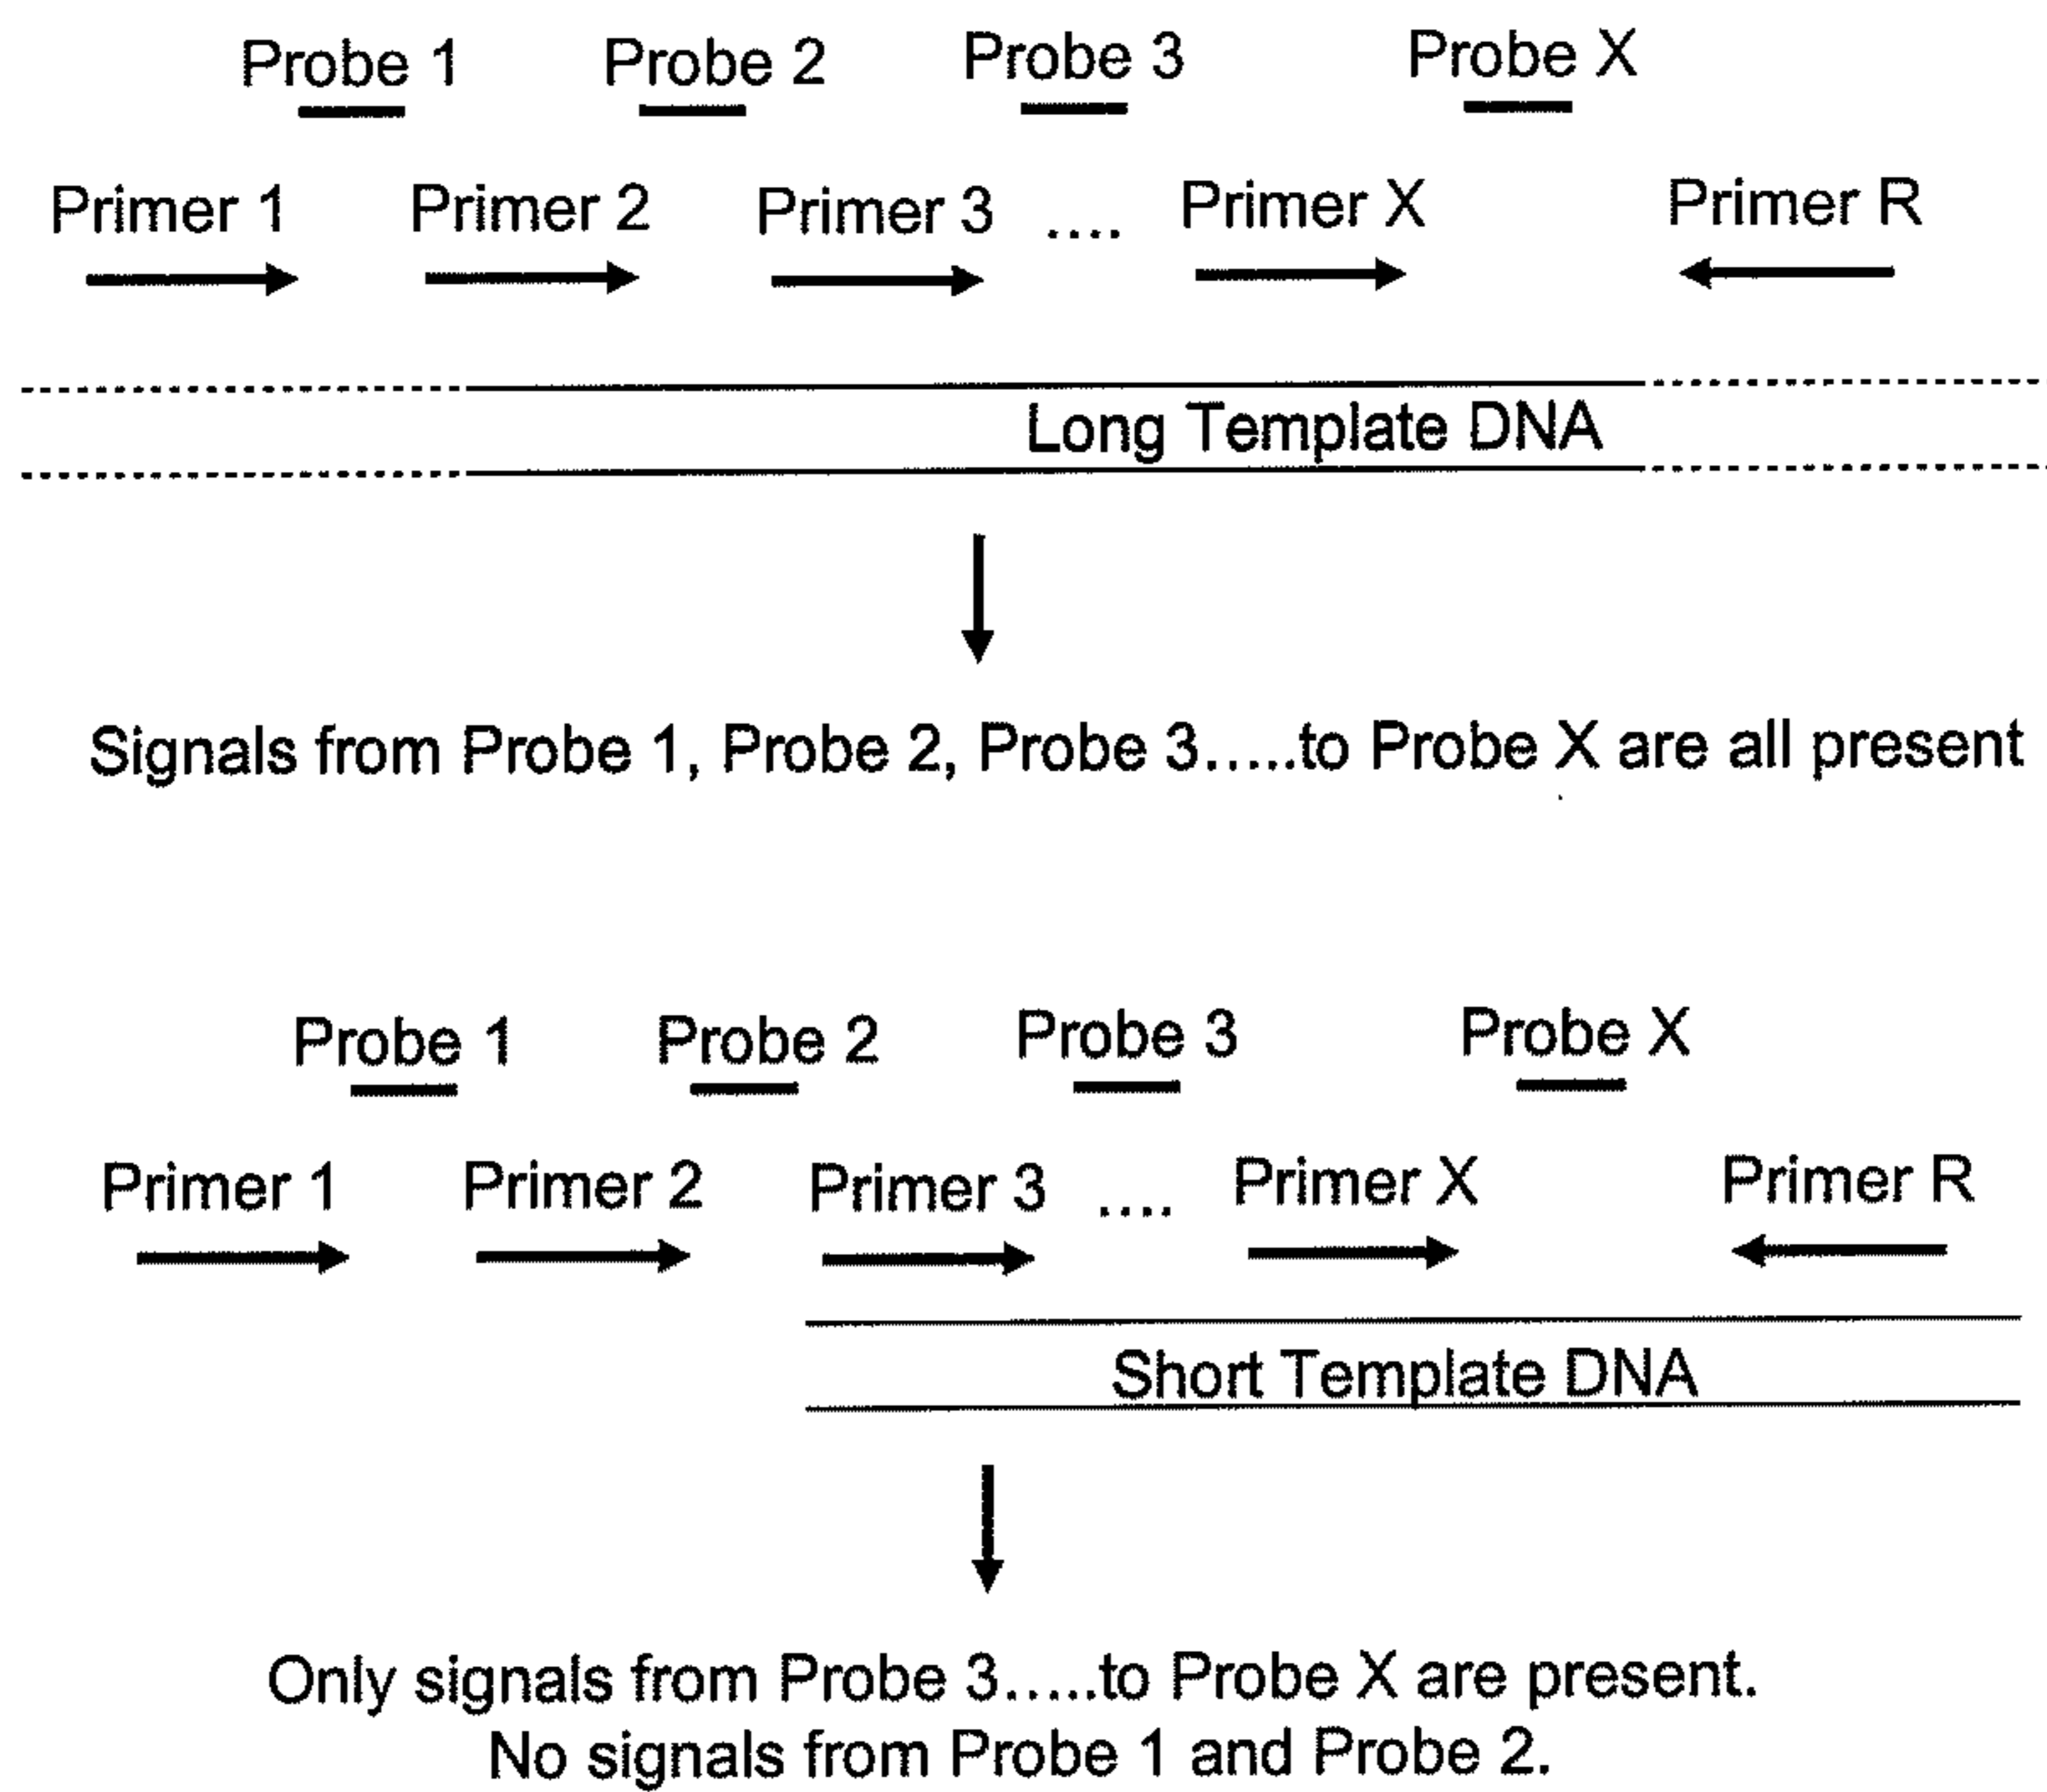 Probe 1 Probe 2 Probe 3 Probe X
Primer 1 Primer 2 Primer 3 .... Primer X Primer R
Long Template DNA
Signals from Probe 1, Probe 2, Probe 3.....to Probe X are all present
Probe 1 Probe 2 Probe 3 Probe X
Primer 1 Primer 2 Primer 3 .... Primer X Primer R
Short Template DNA
Only signals from Probe 3.....to Probe X are present.
No signals from Probe 1 and Probe 2.